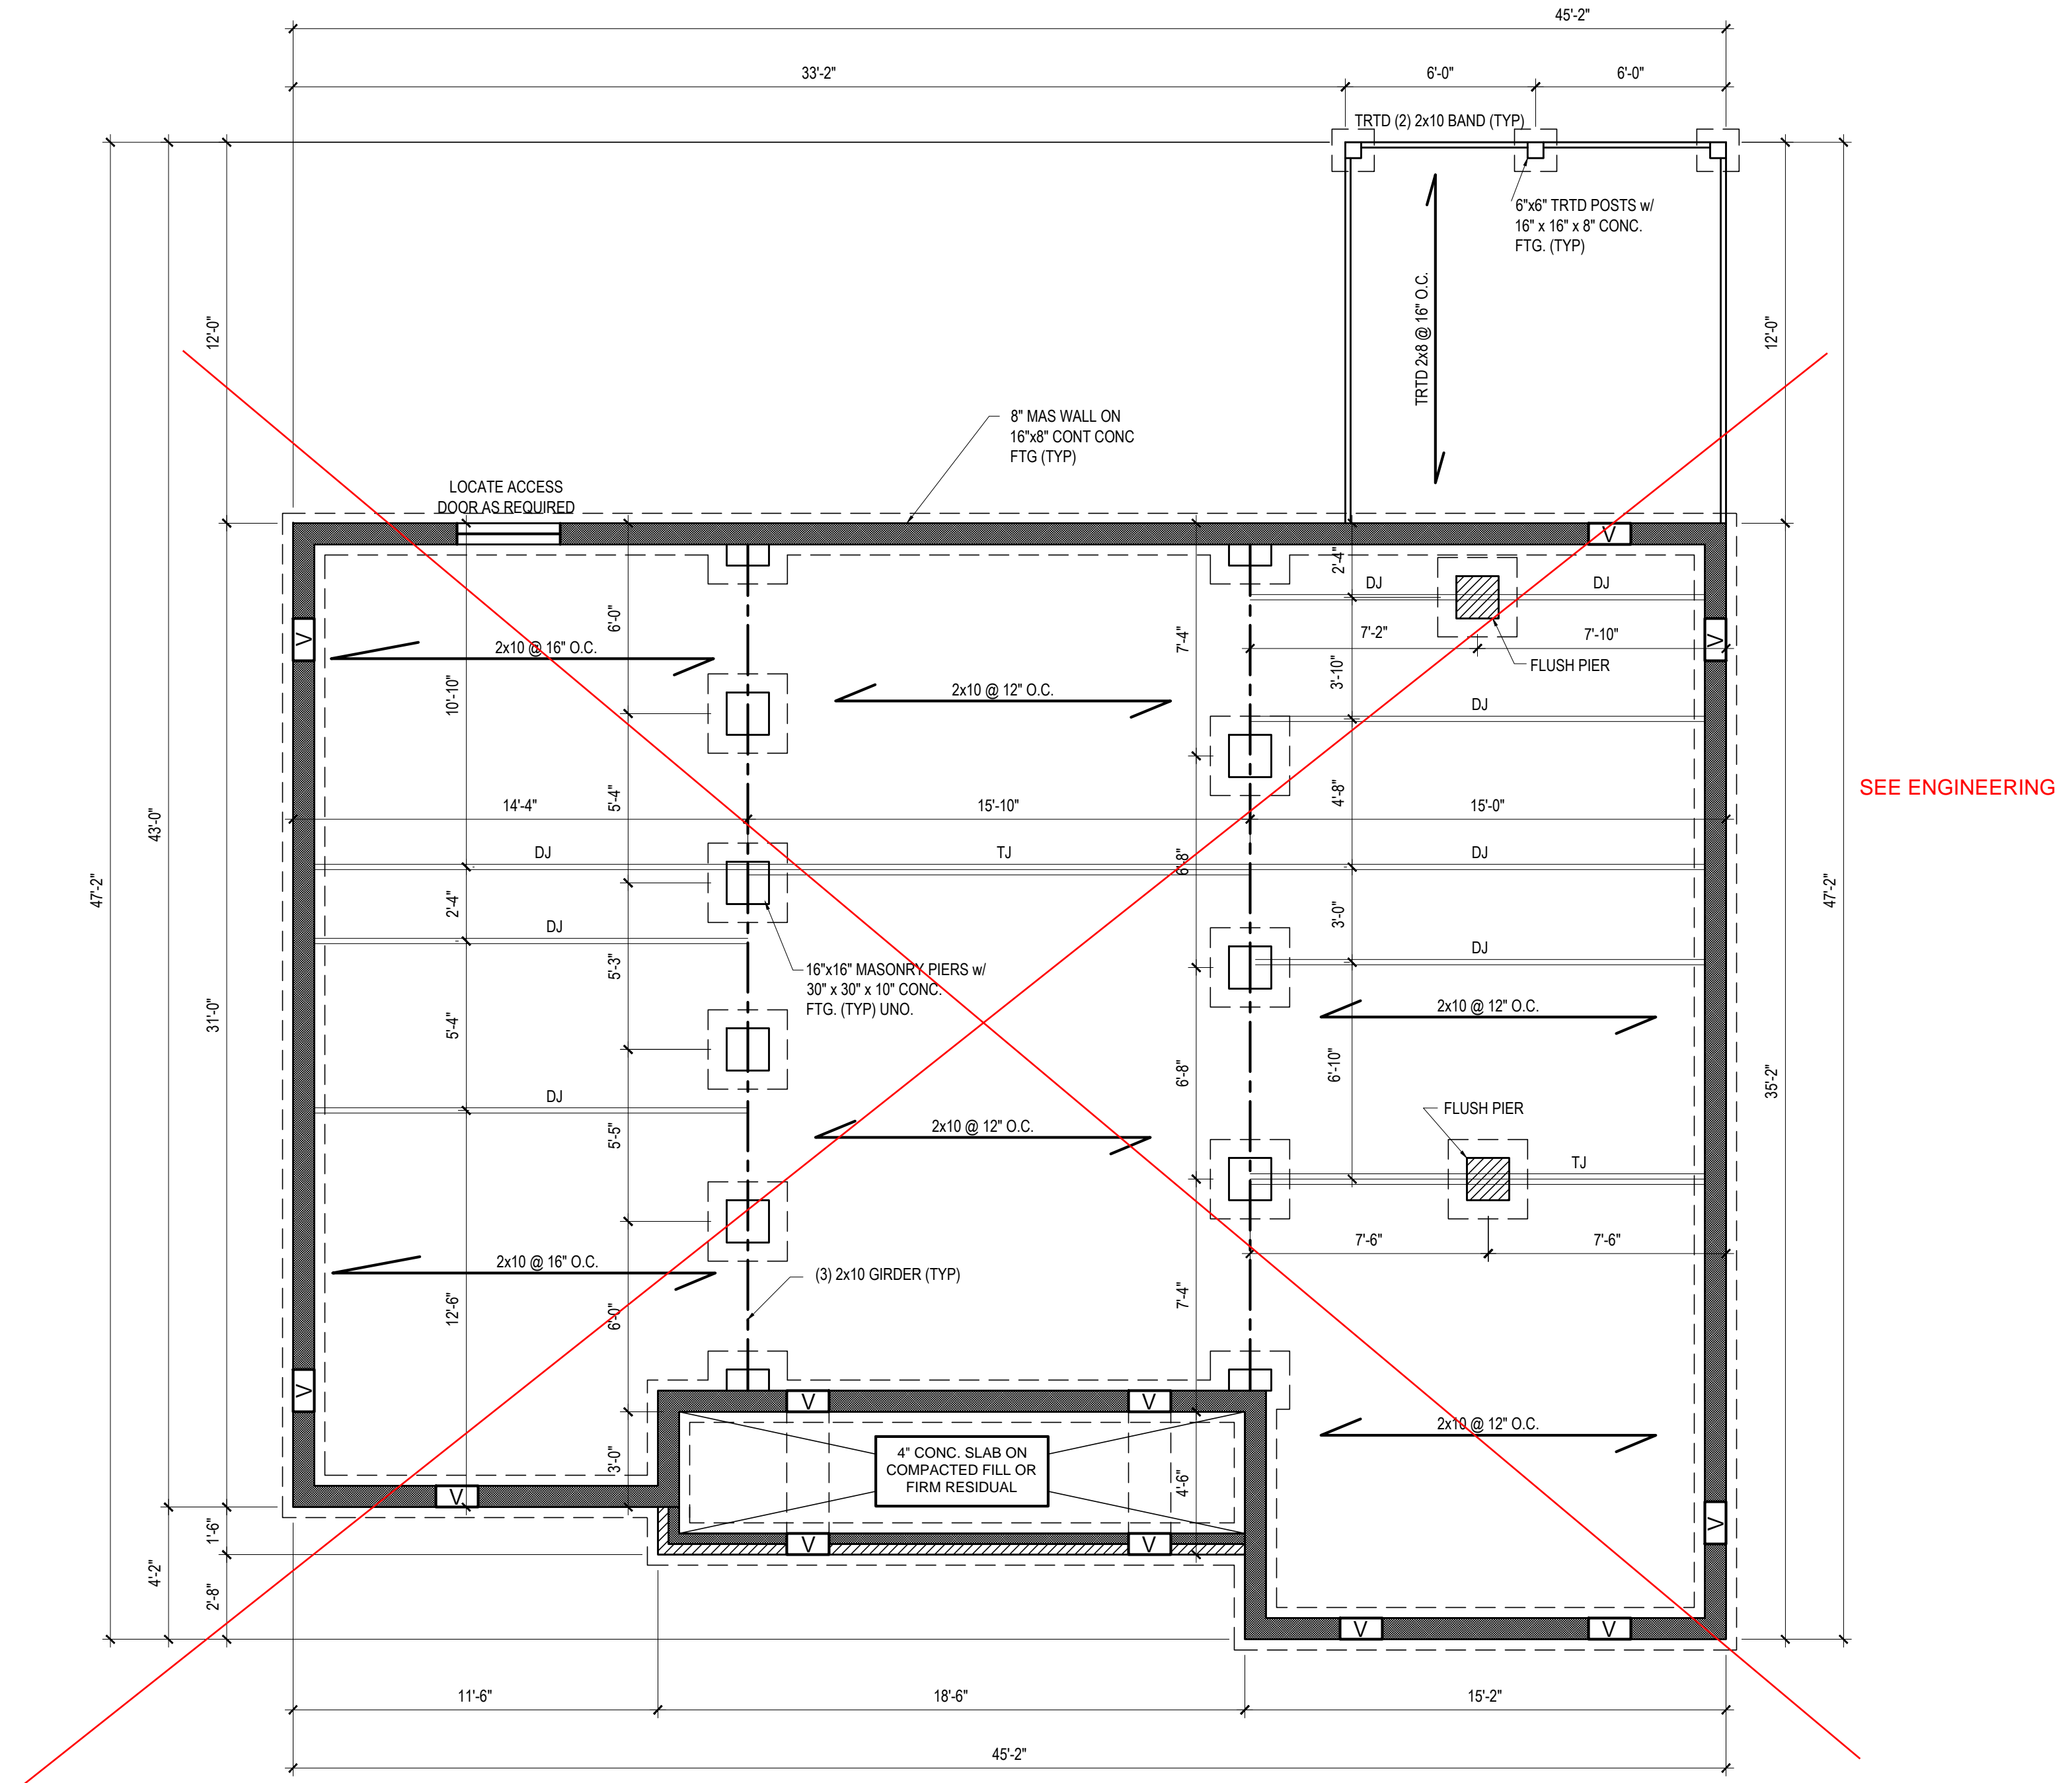 45'-2"
33'-2"
6'-0"
6'-0"
TRTD (2) 2x10 BAND (TYP)
6"x6" TRTD POSTS w/
16" x 16" x 8" CONC.
FTG. (TYP)
TRTD 2x8 @ 16" O.C.
12'-0"
12'-0"
8" MAS WALL ON
16"x8" CONT CONC
FTG (TYP)
LOCATE ACCESS
DOOR AS REQUIRED
V
2'-4"
DJ
DJ
6'-0"
7'-4"
7'-2"
7'-10"
V
V
2x10 @ 16" O.C.
FLUSH PIER
10'-10"
3'-10"
2x10 @ 12" O.C.
DJ
SEE ENGINEERING
5'-4"
4'-8"
14'-4"
15'-10"
15'-0"
43'-0"
DJ
TJ
6'-8"
DJ
47'-2"
47'-2"
2'-4"
3'-0"
DJ
DJ
5'-3"
16"x16" MASONRY PIERS w/
30" x 30" x 10" CONC.
FTG. (TYP) UNO.
31'-0"
5'-4"
2x10 @ 12" O.C.
6'-10"
6'-8"
35'-2"
DJ
FLUSH PIER
5'-5"
2x10 @ 12" O.C.
TJ
7'-6"
7'-6"
2x10 @ 16" O.C.
(3) 2x10 GIRDER (TYP)
12'-6"
6'-0"
7'-4"
V
V
V
2x10 @ 12" O.C.
4" CONC. SLAB ON
COMPACTED FILL OR
FIRM RESIDUAL
3'-0"
4'-6"
V
V
1'-6"
V
V
4'-2"
2'-8"
V
V
11'-6"
18'-6"
15'-2"
45'-2"